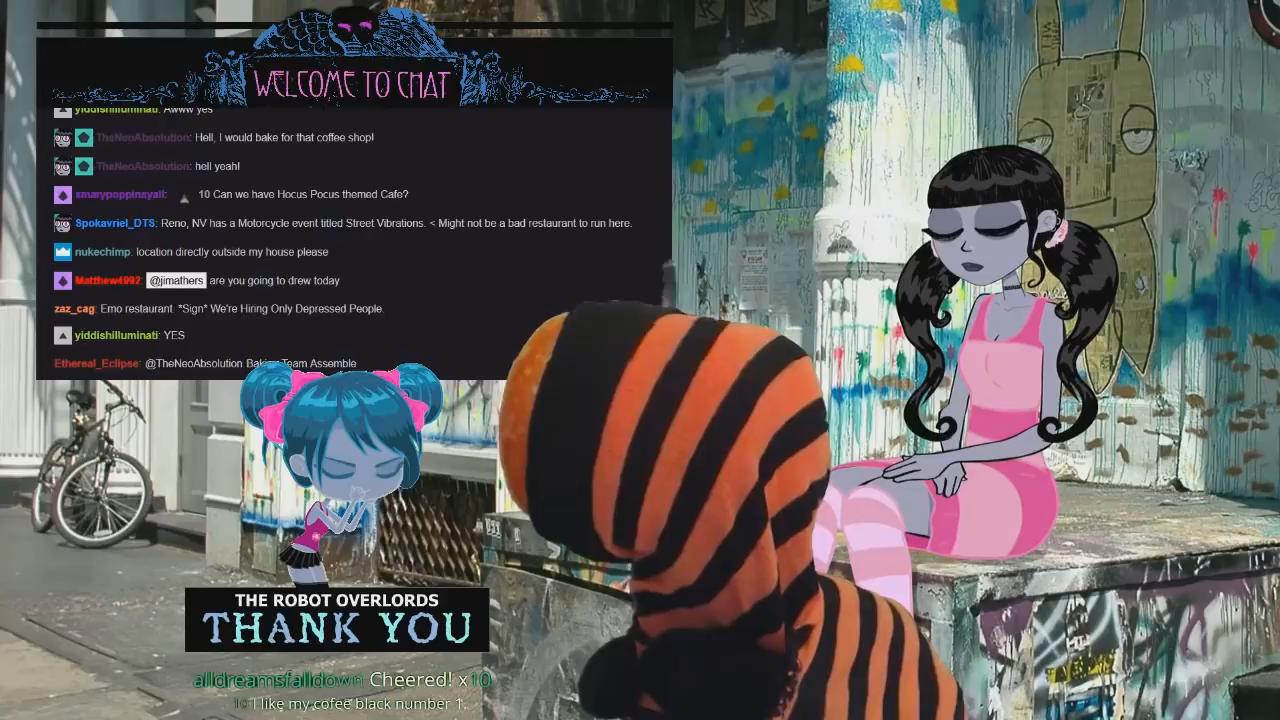 WELCOME TO CHAT
yiddishilluminati: Awww yes
TheNeoAbsolution: Hell, I would bake for that coffee shop!
TheNeoAbsolution: hell yeah!
smarypoppinsyall: 10 Can we have Hocus Pocus themed Cafe?
Spokavriel_DTS: Reno, NV has a Motorcycle event titled Street Vibrations. < Might not be a bad restaurant to run here.
nukechimp: location directly outside my house please
Matthew4992: @jimathers are you going to drew today
zaz_cag: Emo restaurant. *Sign* We're Hiring Only Depressed People.
yiddishilluminati: YES
Ethereal_Eclipse: @TheNeoAbsolution Baking Team Assemble
THE ROBOT OVERLORDS
THANK YOU
alldreamsfalldown Cheered! x10
10 I like my cofee black number 1.